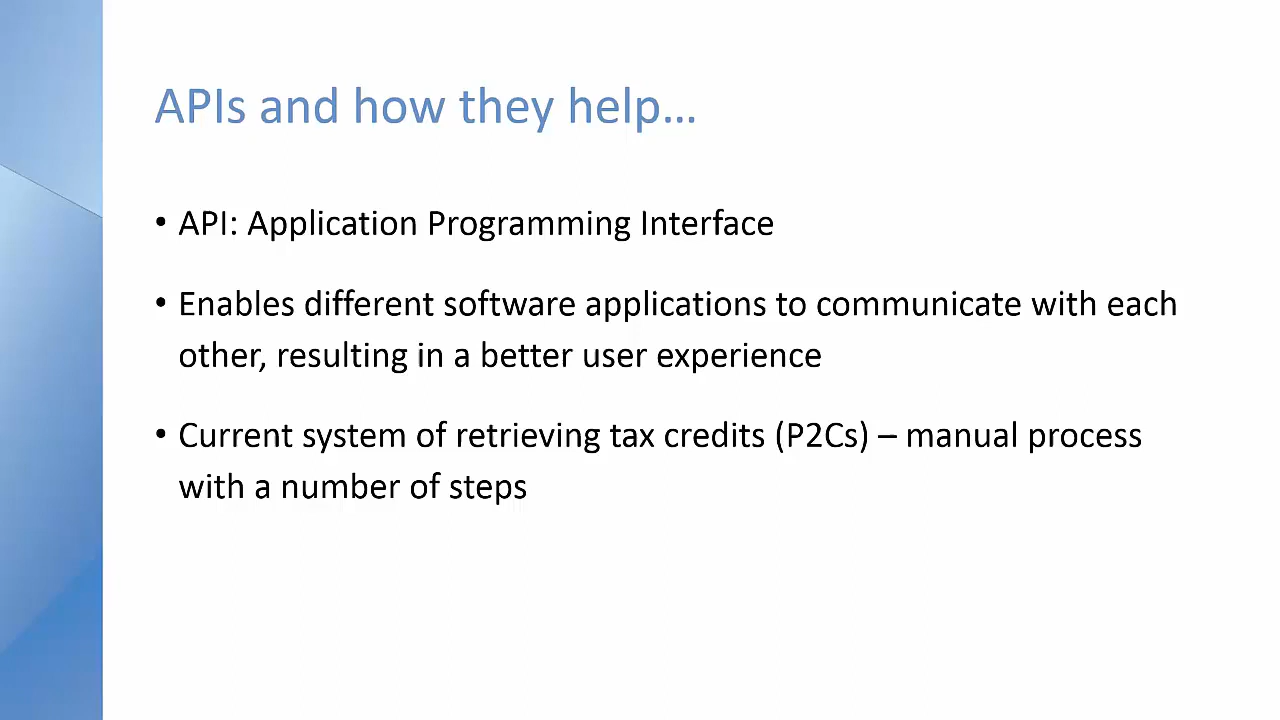 APIs and how they help…
• API: Application Programming Interface
• Enables different software applications to communicate with each
other, resulting in a better user experience
• Current system of retrieving tax credits (P2Cs) – manual process
with a number of steps